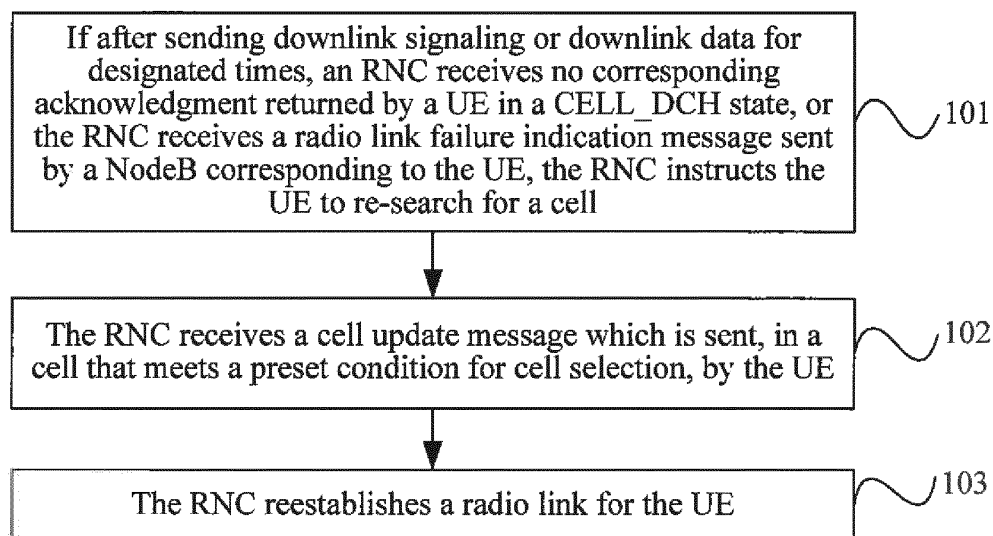 If after sending downlink signaling or downlink data for
designated times, an RNC receives no corresponding
acknowledgment returned by a UE in a CELL_DCH state, or
the RNC receives a radio link failure indication message sent
by a NodeB corresponding to the UE, the RNC instructs the
UE to re-search for a cell
101
The RNC receives a cell update message which is sent, in a
cell that meets a preset condition for cell selection, by the UE
102
The RNC reestablishes a radio link for the UE
103